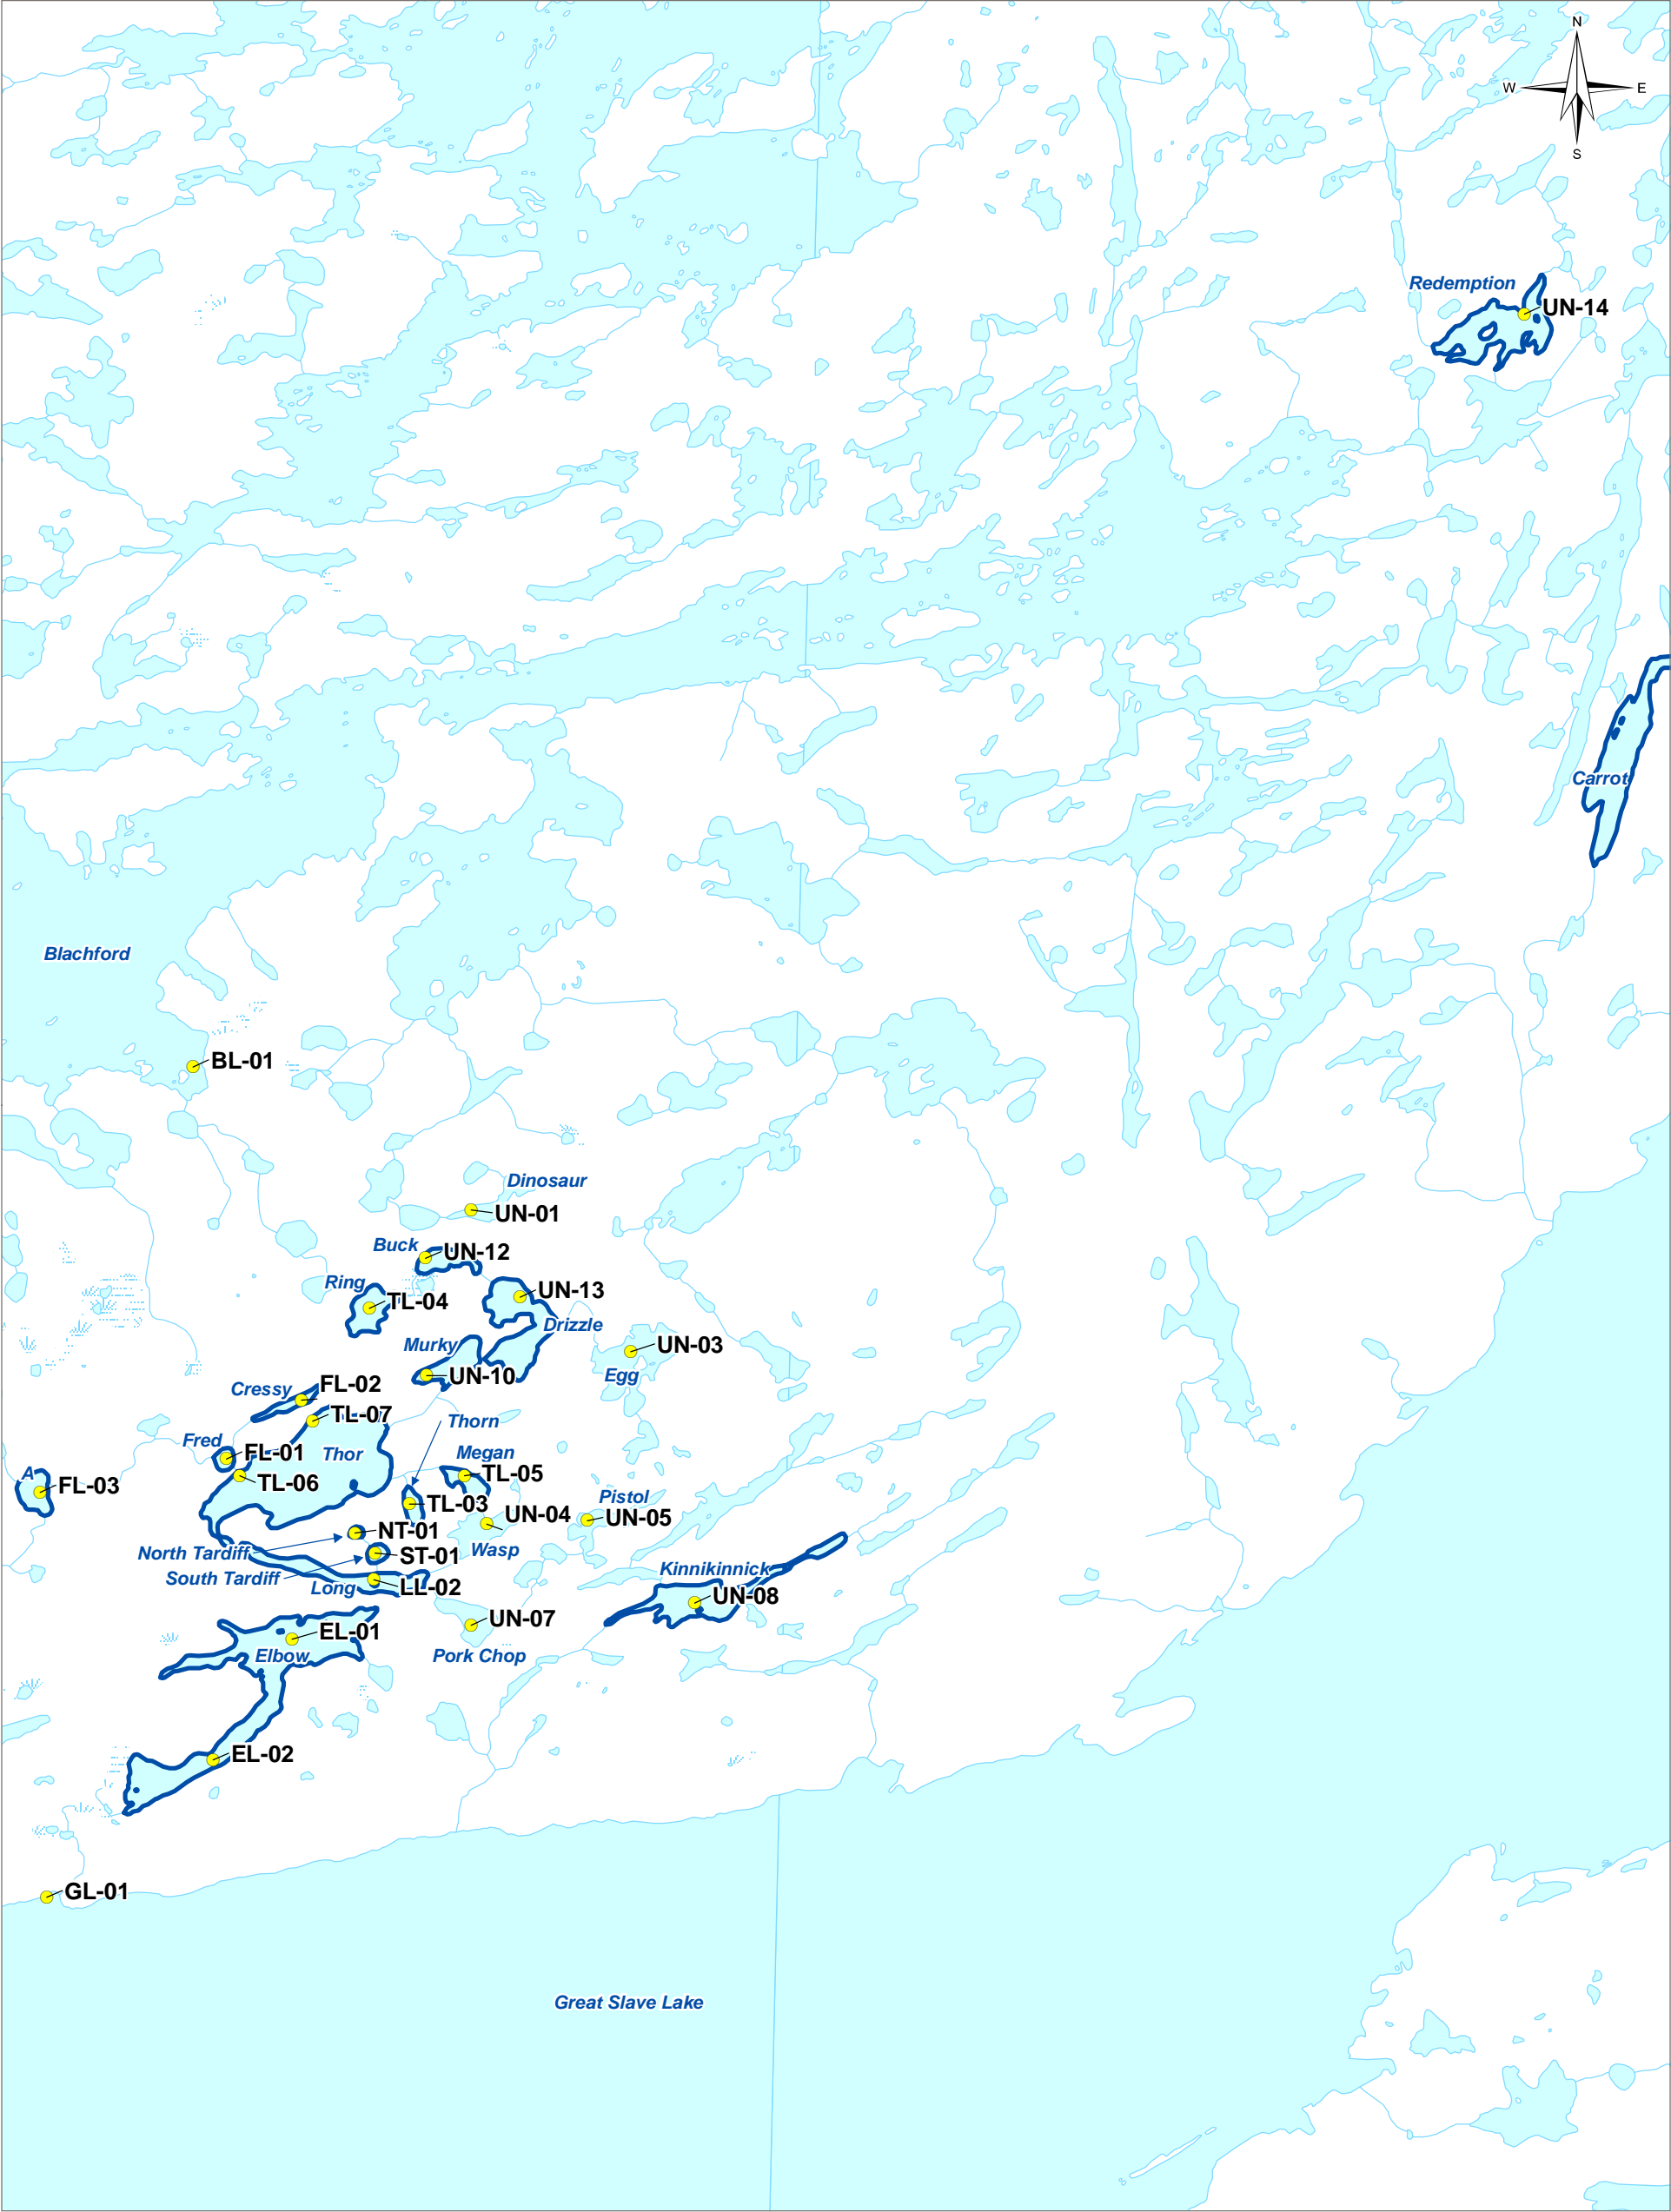 N
W E
S
Redemption
UN-14
Carrot
Blachford
BL-01
Dinosaur
UN-01
Buck
UN-12
Ring
TL-04
UN-13
Drizzle
Murky
UN-10
UN-03
Egg
Cressy
FL-02
TL-07
Thorn
Fred
FL-01
Thor
Megan
TL-05
A
FL-03
TL-06
TL-03
Pistol
UN-04
UN-05
NT-01
North Tardiff
ST-01
Wasp
South Tardiff
Long
LL-02
Kinnikinnick
UN-08
UN-07
EL-01
Elbow
Pork Chop
EL-02
GL-01
Great Slave Lake